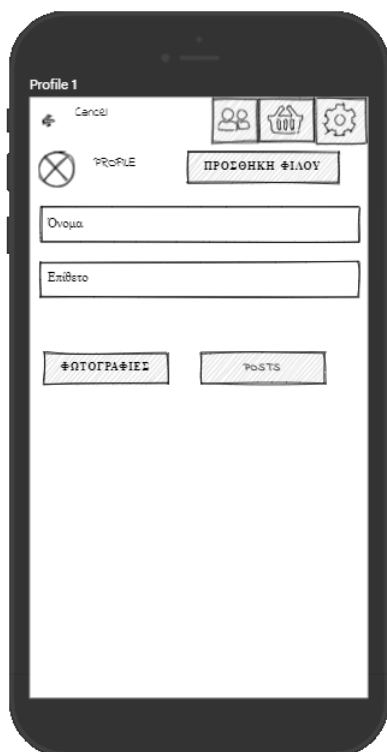 Profile 1
Cancel
PROFILE
ΠΡΟΣΘΗΚΗ ΦΙΛΟΥ
Όνομα
Επίθετο
ΦΩΤΟΓΡΑΦΙΕΣ
POSTS